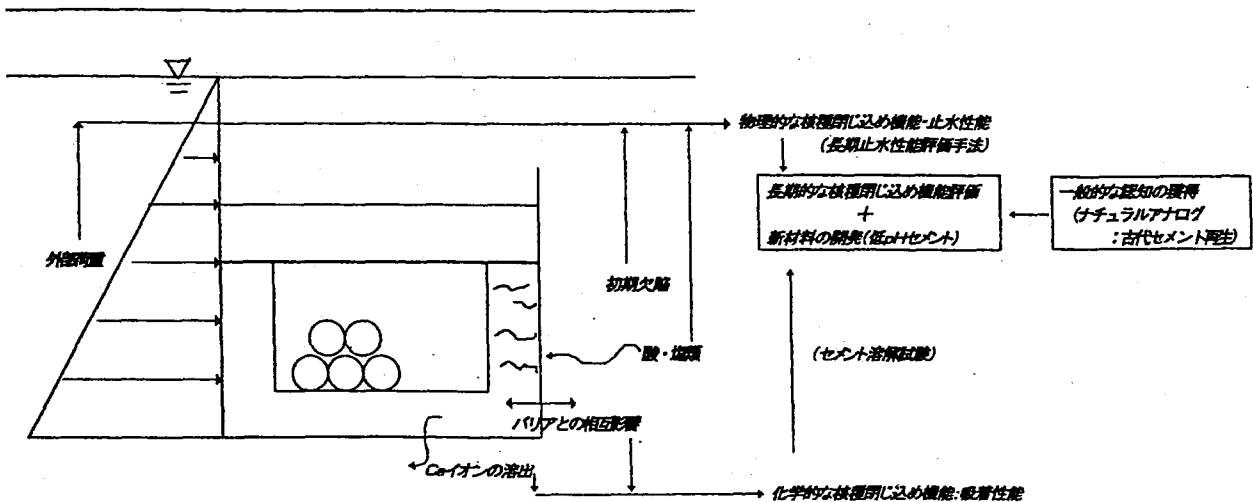 物理的な核種閉じ込め機能・止水性能
(長期止水性能評価手法)
長期的な核種閉じ込め機能評価
+
新材料の開発(低pHセメント)
一般的な認知の獲得
(ナチュラルアナログ
:古代セメント再生)
外部荷重
初期欠陥
酸・塩類
(セメント溶解試験)
バリアとの相互影響
Caイオンの溶出
化学的な核種閉じ込め機能:吸着性能